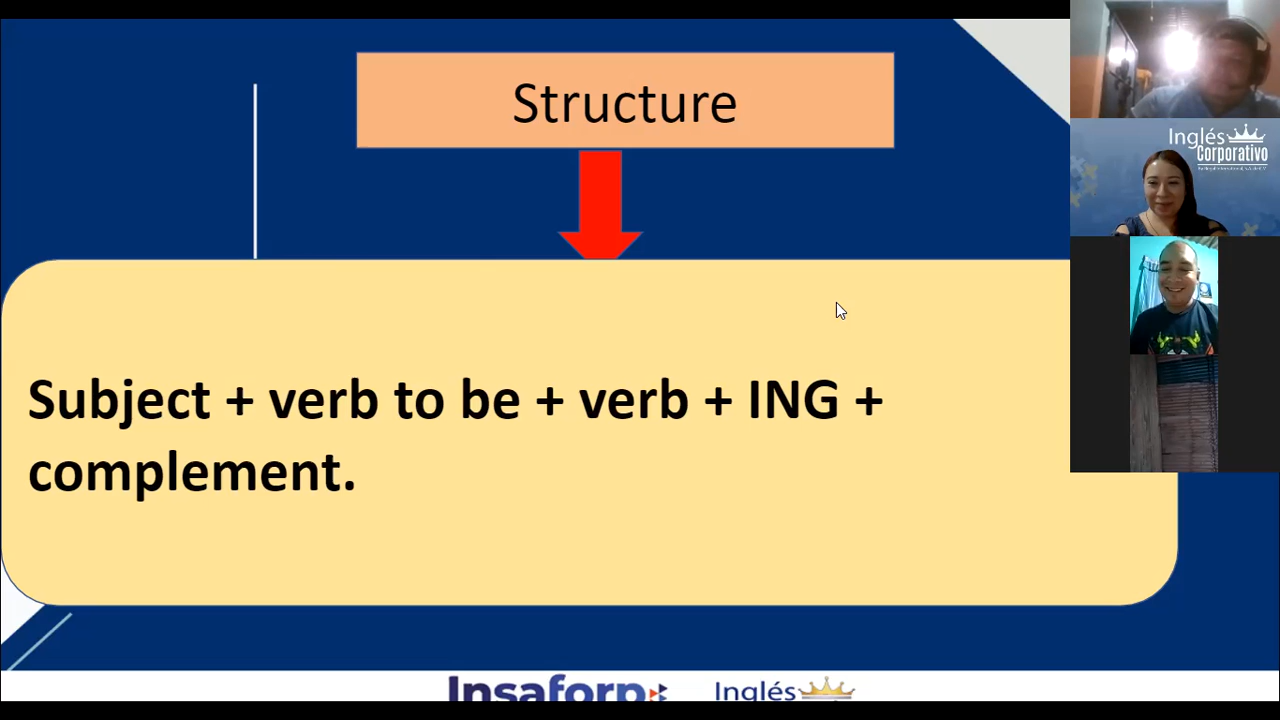 Structure
Inglés
Corporativo
Subject + verb to be + verb + ING +
complement.
Insaforp
Inglés